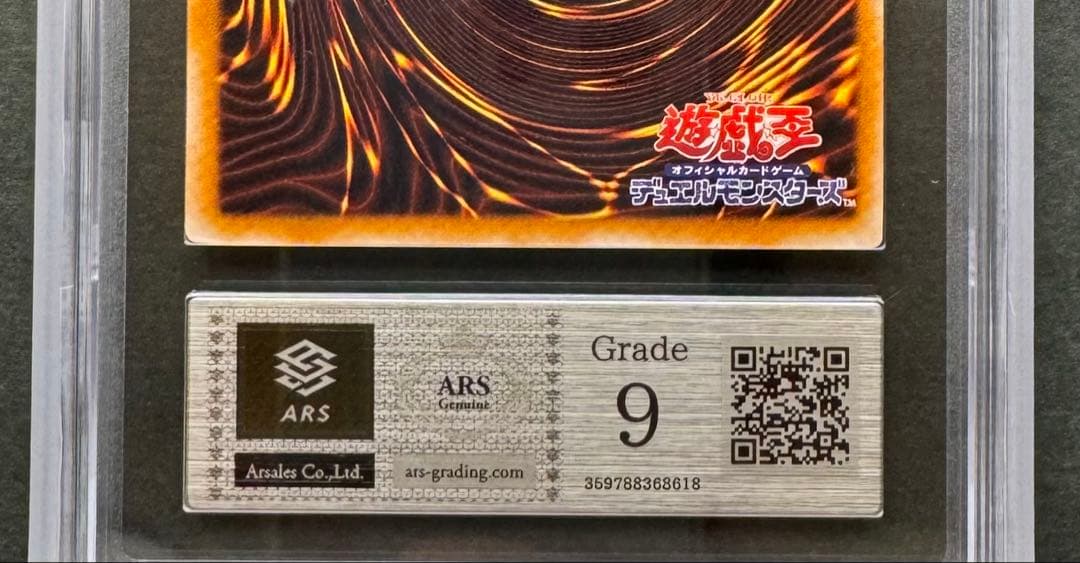 YU-GI-OH!
遊戯王
オフィシャルカードゲーム
デュエルモンスターズ™
ARS
Arsales Co.,Ltd.
ARS
Genuine
ars-grading.com
Grade
9
359788368618